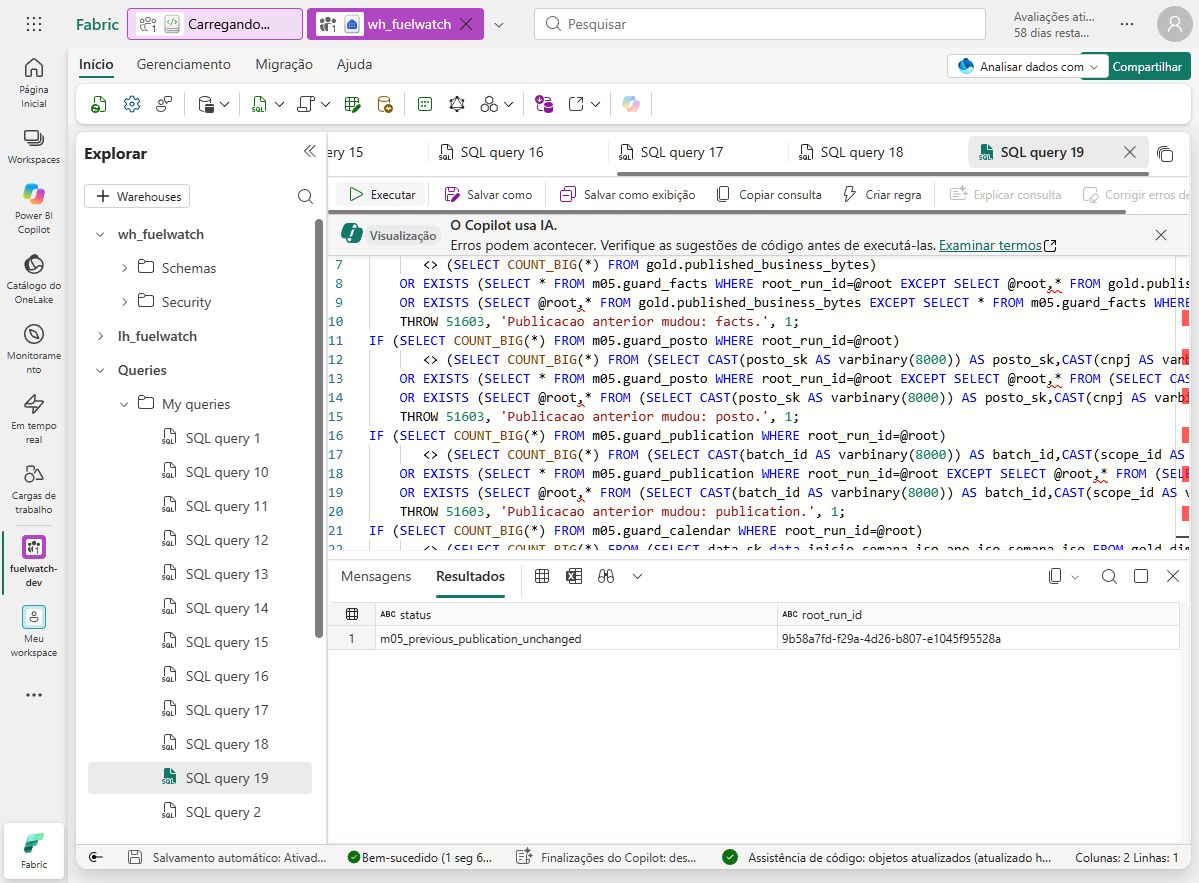 Fabric
Carregando...
wh_fuelwatch
Pesquisar
Avaliações ati...
58 dias resta...
Início
Gerenciamento
Migração
Ajuda
Analisar dados com
Compartilhar
Página
Inicial
Workspaces
Power BI
Copilot
Catálogo do
OneLake
Monitorame
nto
Em tempo
real
Cargas de
trabalho
fuelwatch-
dev
Meu
workspace
Fabric
Explorar
Warehouses
wh_fuelwatch
Schemas
Security
lh_fuelwatch
Queries
My queries
SQL query 1
SQL query 10
SQL query 11
SQL query 12
SQL query 13
SQL query 14
SQL query 15
SQL query 16
SQL query 17
SQL query 18
SQL query 19
SQL query 2
ery 15
SQL query 16
SQL query 17
SQL query 18
SQL query 19
Executar
Salvar como
Salvar como exibição
Copiar consulta
Criar regra
Explicar consulta
Corrigir erros de
Visualização
O Copilot usa IA.
Erros podem acontecer. Verifique as sugestões de código antes de executá-las. Examinar termos
7 <> (SELECT COUNT_BIG(*) FROM gold.published_business_bytes)
8 OR EXISTS (SELECT * FROM m05.guard_facts WHERE root_run_id=@root EXCEPT SELECT @root,* FROM gold.publis
9 OR EXISTS (SELECT @root,* FROM gold.published_business_bytes EXCEPT SELECT * FROM m05.guard_facts WHERE
10 THROW 51603, 'Publicacao anterior mudou: facts.', 1;
11 IF (SELECT COUNT_BIG(*) FROM m05.guard_posto WHERE root_run_id=@root)
12 <> (SELECT COUNT_BIG(*) FROM (SELECT CAST(posto_sk AS varbinary(8000)) AS posto_sk,CAST(cnpj AS varb
13 OR EXISTS (SELECT * FROM m05.guard_posto WHERE root_run_id=@root EXCEPT SELECT @root,* FROM (SELECT CAS
14 OR EXISTS (SELECT @root,* FROM (SELECT CAST(posto_sk AS varbinary(8000)) AS posto_sk,CAST(cnpj AS varbi
15 THROW 51603, 'Publicacao anterior mudou: posto.', 1;
16 IF (SELECT COUNT_BIG(*) FROM m05.guard_publication WHERE root_run_id=@root)
17 <> (SELECT COUNT_BIG(*) FROM (SELECT CAST(batch_id AS varbinary(8000)) AS batch_id,CAST(scope_id AS
18 OR EXISTS (SELECT * FROM m05.guard_publication WHERE root_run_id=@root EXCEPT SELECT @root,* FROM (SEL
19 OR EXISTS (SELECT @root,* FROM (SELECT CAST(batch_id AS varbinary(8000)) AS batch_id,CAST(scope_id AS v
20 THROW 51603, 'Publicacao anterior mudou: publication.', 1;
21 IF (SELECT COUNT_BIG(*) FROM m05.guard_calendar WHERE root_run_id=@root)
22 <> (SELECT COUNT_BIG(*) FROM (SELECT data_sk,data,inicio_semana_iso,ano_iso,semana_iso FROM gold.dim
Mensagens
Resultados
ABC status
ABC root_run_id
1 m05_previous_publication_unchanged 9b58a7fd-f29a-4d26-b807-e1045f95528a
Salvamento automático: Ativad...
Bem-sucedido (1 seg 6...
Finalizações do Copilot: des...
Assistência de código: objetos atualizados (atualizado h...
Colunas: 2 Linhas: 1